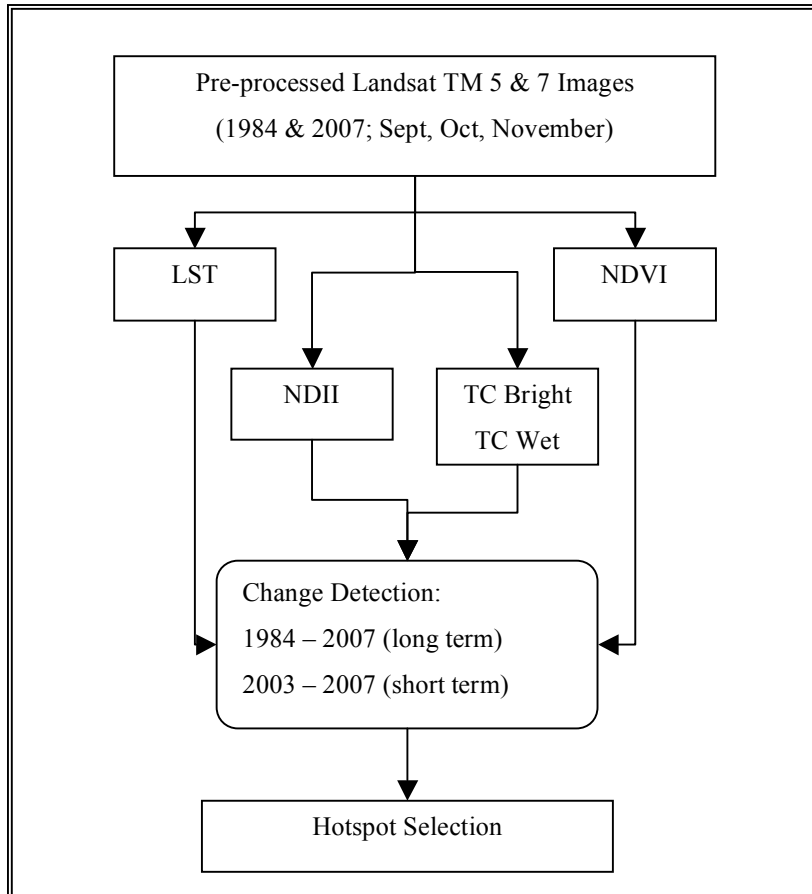 Pre-processed Landsat TM 5 & 7 Images
(1984 & 2007; Sept, Oct, November)
LST
NDVI
NDII
TC Bright
TC Wet
Change Detection:
1984 – 2007 (long term)
2003 – 2007 (short term)
Hotspot Selection